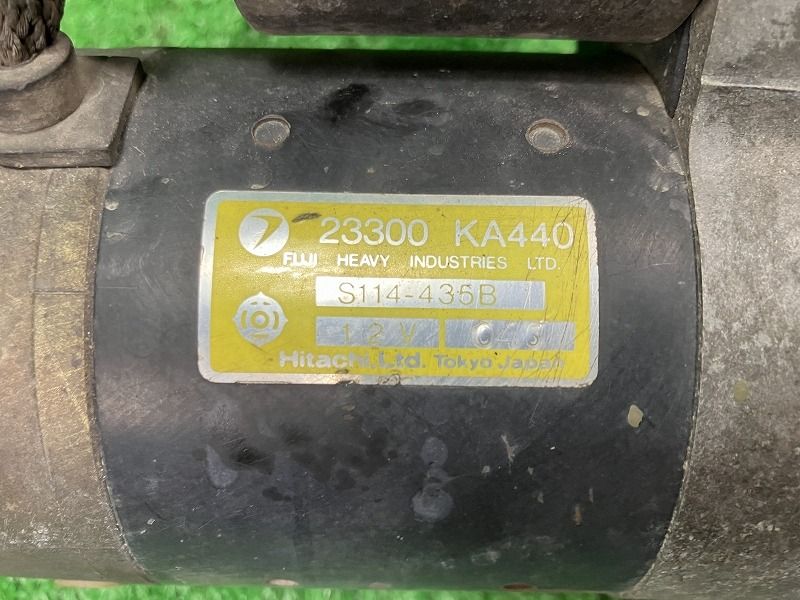 23300 KA440
FUJI HEAVY INDUSTRIES LTD.
S114-435B
12V
Hitachi,Ltd. Tokyo Japan